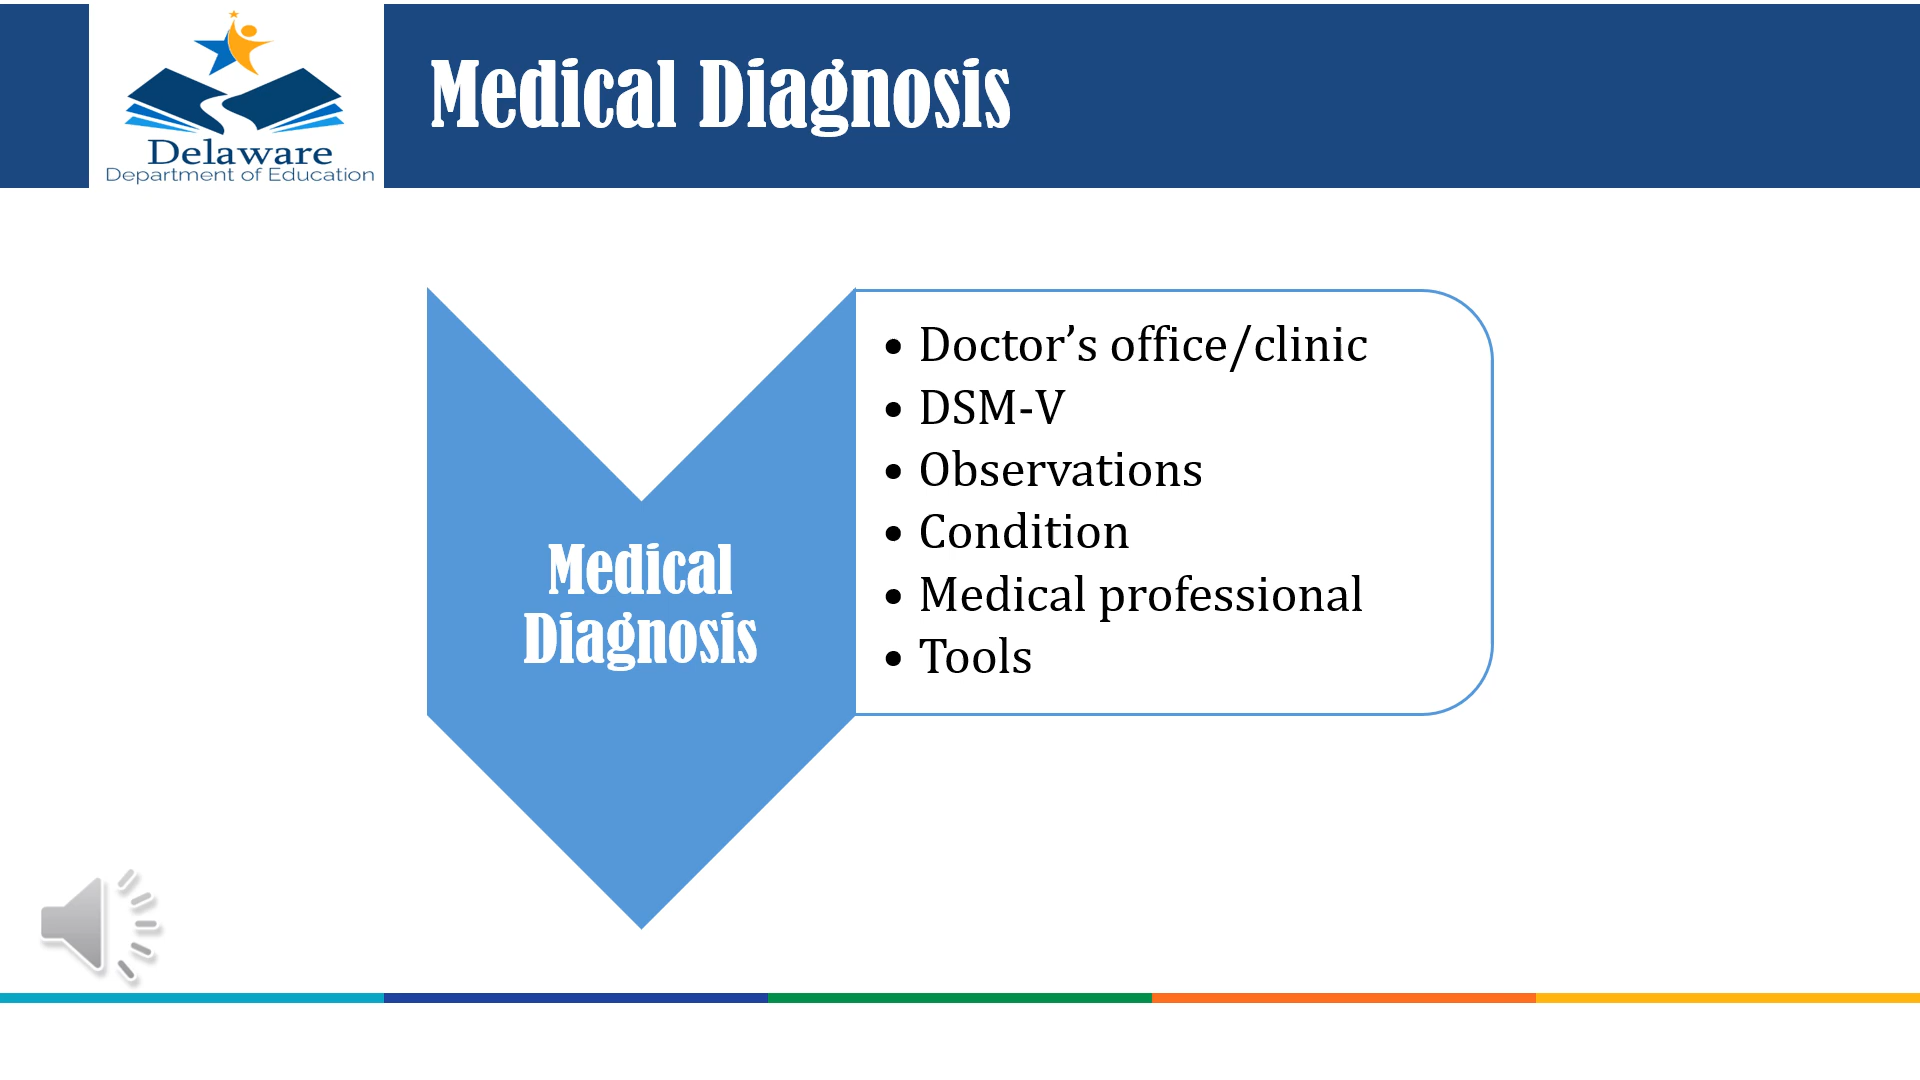 Delaware
Department of Education
Medical Diagnosis
Medical
Diagnosis
• Doctor’s office/clinic
• DSM-V
• Observations
• Condition
• Medical professional
• Tools